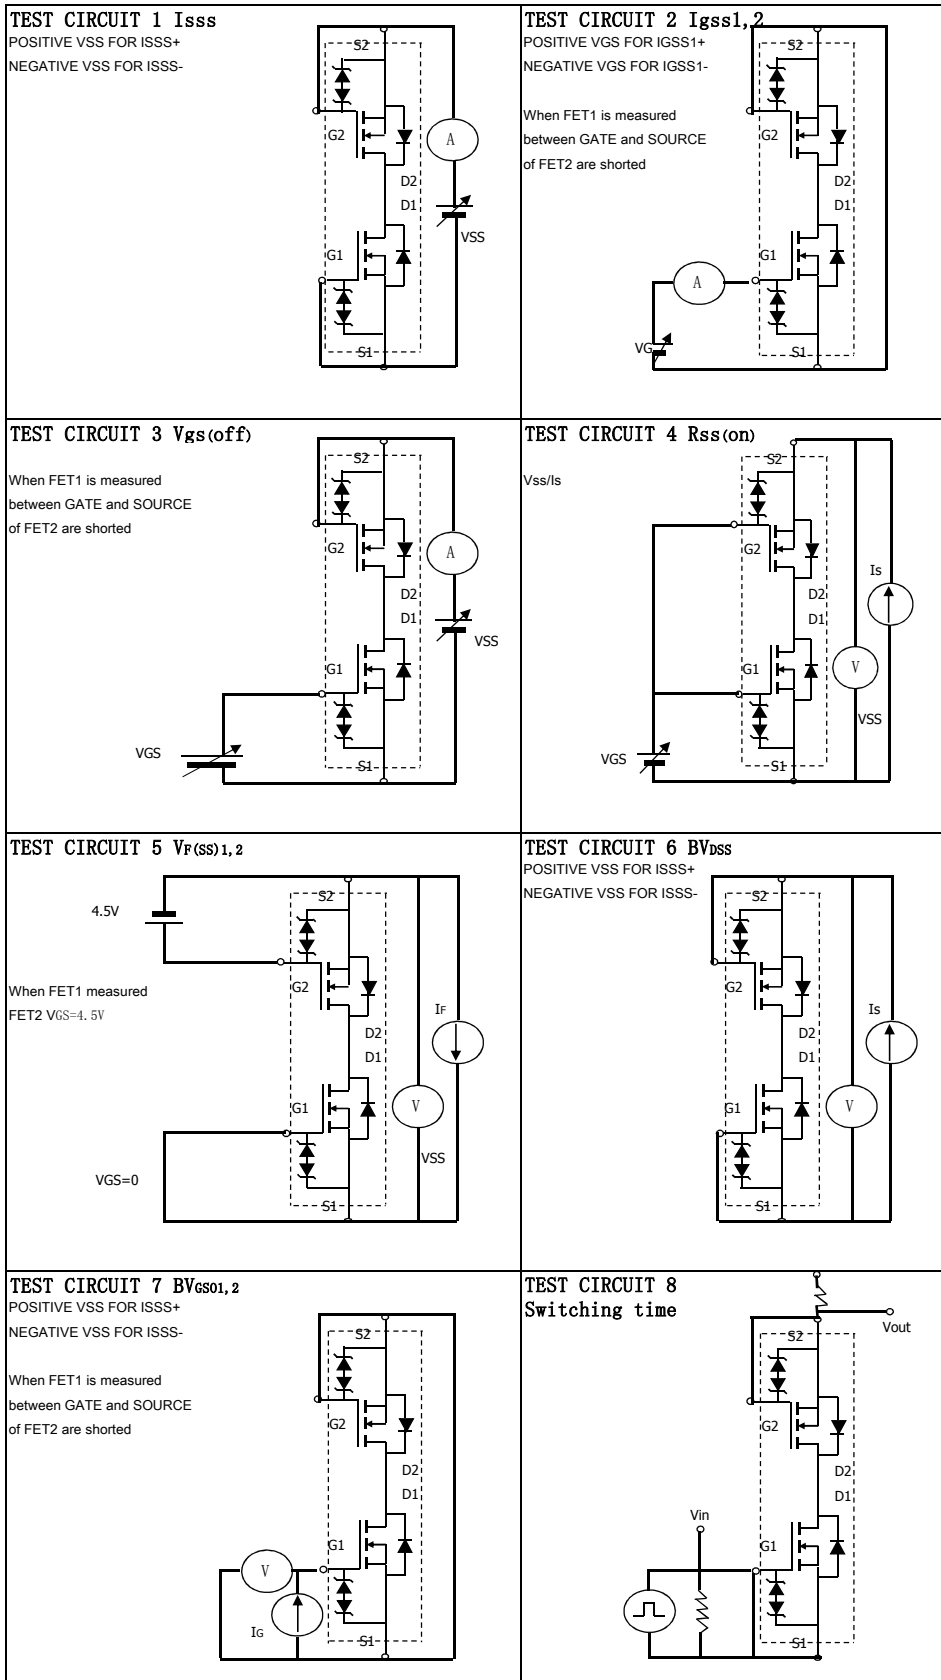 TEST CIRCUIT 1 Isss
POSITIVE VSS FOR ISSS+
NEGATIVE VSS FOR ISSS-
S2
G2
A
D2
D1
VSS
G1
S1
TEST CIRCUIT 2 Igss1,2
POSITIVE VGS FOR IGSS1+
NEGATIVE VGS FOR IGSS1-
When FET1 is measured
between GATE and SOURCE
of FET2 are shorted
S2
G2
D2
D1
G1
A
VG
S1
TEST CIRCUIT 3 Vgs(off)
When FET1 is measured
between GATE and SOURCE
of FET2 are shorted
S2
G2
A
D2
D1
VSS
G1
VGS
S1
TEST CIRCUIT 4 Rss(on)
Vss/Is
S2
G2
Is
D2
D1
G1
V
VSS
VGS
S1
TEST CIRCUIT 5 VF(SS)1,2
4.5V
When FET1 measured
FET2 VGS=4.5V
S2
G2
IF
D2
D1
G1
V
VSS
VGS=0
S1
TEST CIRCUIT 6 BVDSS
POSITIVE VSS FOR ISSS+
NEGATIVE VSS FOR ISSS-
S2
G2
Is
D2
D1
G1
V
VSS
S1
TEST CIRCUIT 7 BVGSO1,2
POSITIVE VSS FOR ISSS+
NEGATIVE VSS FOR ISSS-
When FET1 is measured
between GATE and SOURCE
of FET2 are shorted
S2
G2
D2
D1
G1
V
IG
S1
TEST CIRCUIT 8
Switching time
Vout
S2
G2
D2
D1
Vin
G1
S1